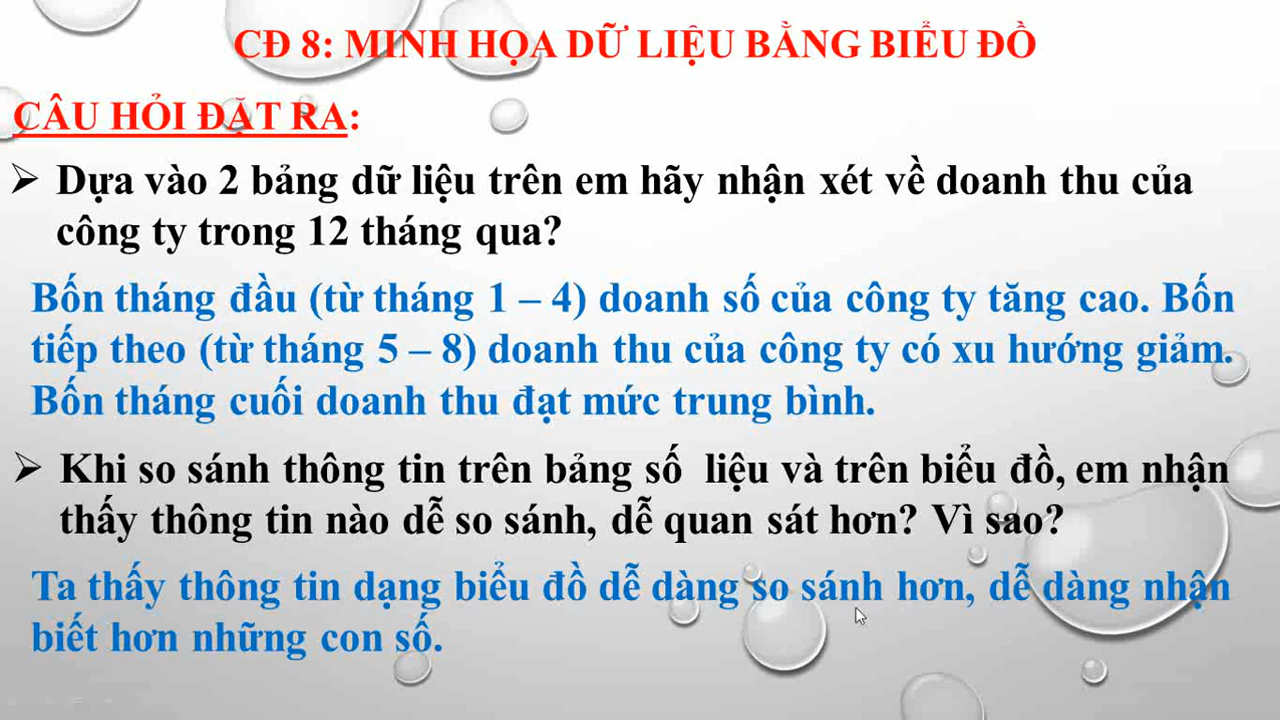 CĐ 8: MINH HỌA DỮ LIỆU BẰNG BIỂU ĐỒ
CÂU HỎI ĐẶT RA:
➢ Dựa vào 2 bảng dữ liệu trên em hãy nhận xét về doanh thu của
công ty trong 12 tháng qua?
Bốn tháng đầu (từ tháng 1 – 4) doanh số của công ty tăng cao. Bốn
tiếp theo (từ tháng 5 – 8) doanh thu của công ty có xu hướng giảm.
Bốn tháng cuối doanh thu đạt mức trung bình.
➢ Khi so sánh thông tin trên bảng số liệu và trên biểu đồ, em nhận
thấy thông tin nào dễ so sánh, dễ quan sát hơn? Vì sao?
Ta thấy thông tin dạng biểu đồ dễ dàng so sánh hơn, dễ dàng nhận
biết hơn những con số.